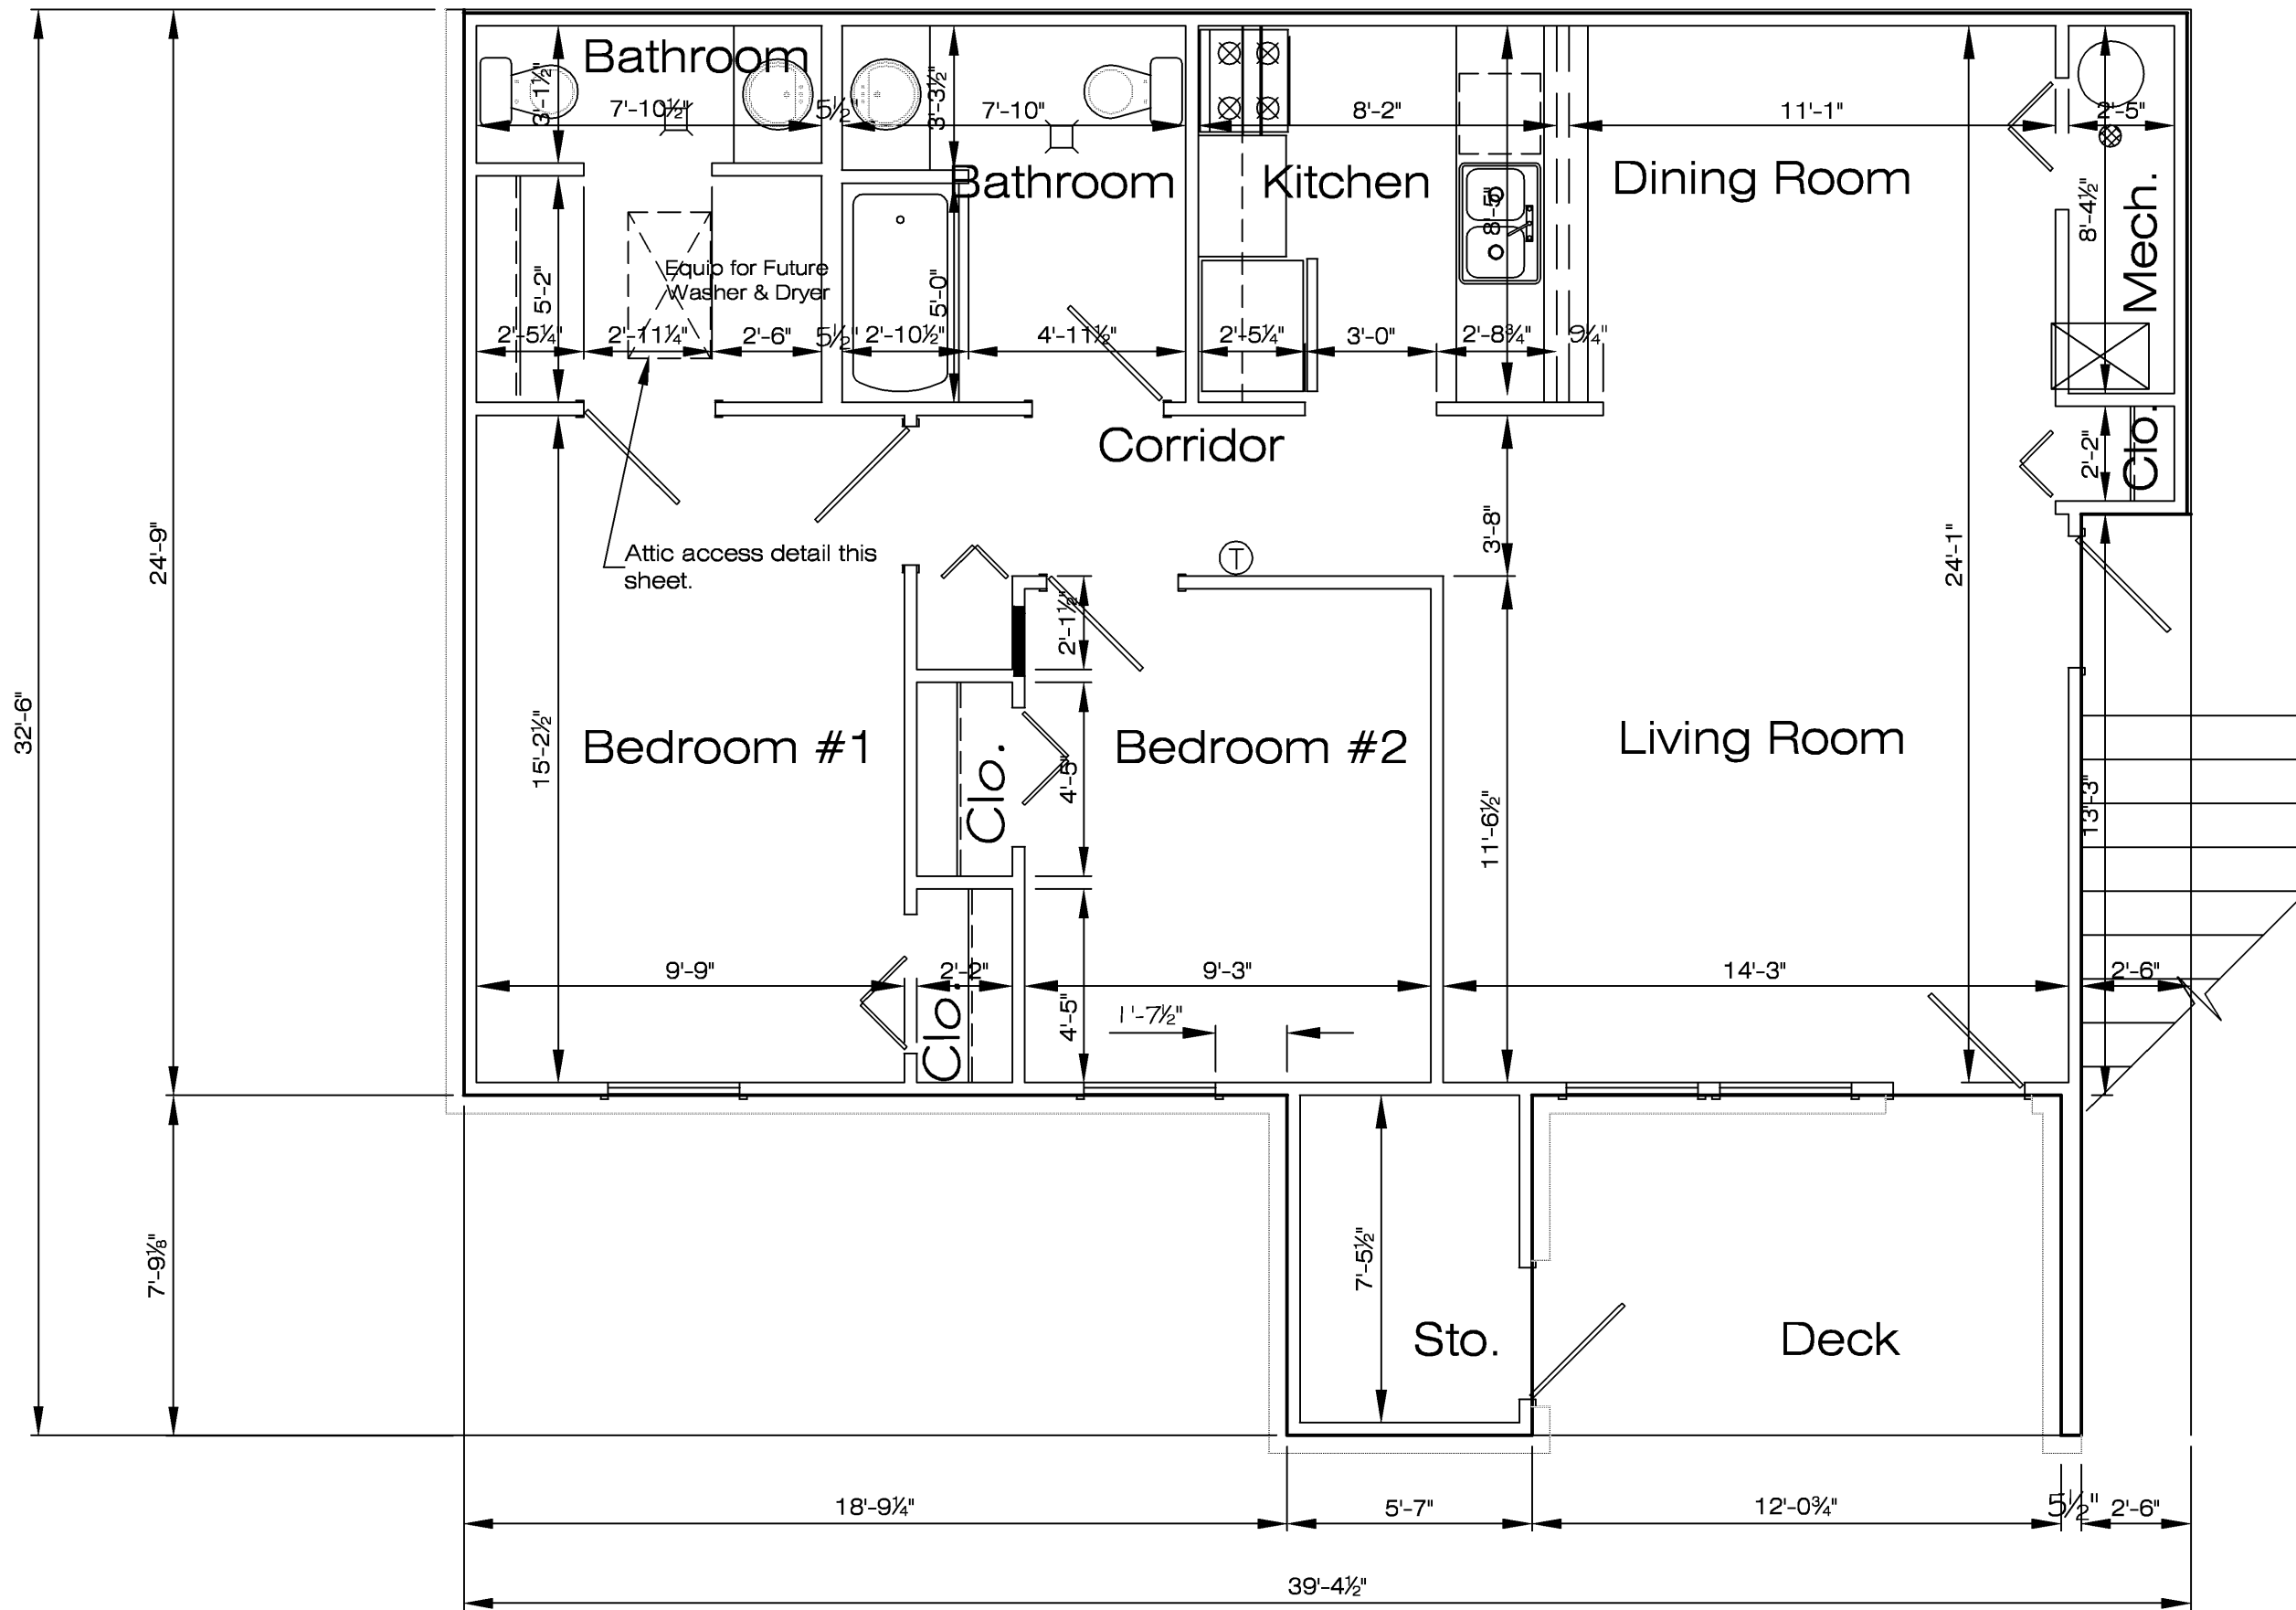 Bathroom
3'-1½"
7'-10½"
5½"
3'-3½"
7'-10"
8'-2"
11'-1"
2'-5"
Bathroom
Kitchen
Dining Room
8'-5"
8'-4½"
Mech.
Equip for Future
Washer & Dryer
5'-2"
5'-0"
2'-5¼"
2'-11¼"
2'-6"
5½"
2'-10½"
4'-11½"
2'-5¼"
3'-0"
2'-8¾"
9¼"
Corridor
2'-2"
Clo.
3'-8"
24'-1"
24'-9"
Attic access detail this
sheet.
T
2'-1½"
32'-6"
15'-2½"
Bedroom #1
Clo.
4'-5"
Bedroom #2
Living Room
11'-6½"
13'-3"
9'-9"
2'-2"
9'-3"
14'-3"
2'-6"
Clo.
4'-5"
1'-7½"
7'-9⅛"
7'-5½"
Sto.
Deck
18'-9¼"
5'-7"
12'-0¾"
5½"
2'-6"
39'-4½"